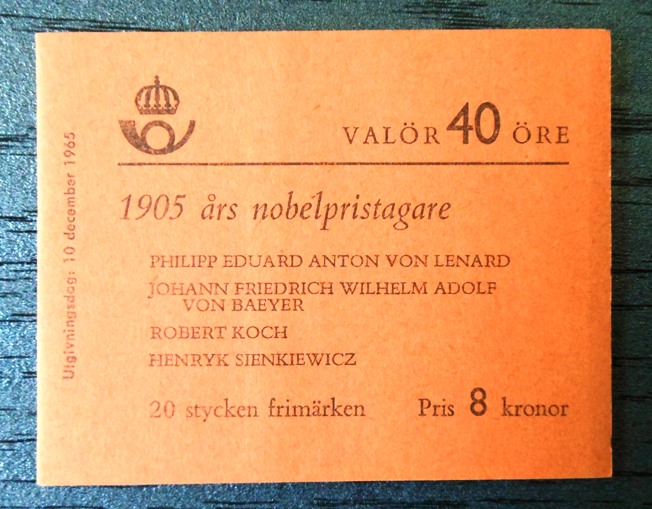 VALÖR 40 ÖRE
1905 års nobelpristagare
PHILIPP EDUARD ANTON VON LENARD
JOHANN FRIEDRICH WILHELM ADOLF
VON BAEYER
ROBERT KOCH
HENRYK SIENKIEWICZ
20 stycken frimärken Pris 8 kronor
Utgivningsdag: 10 december 1965